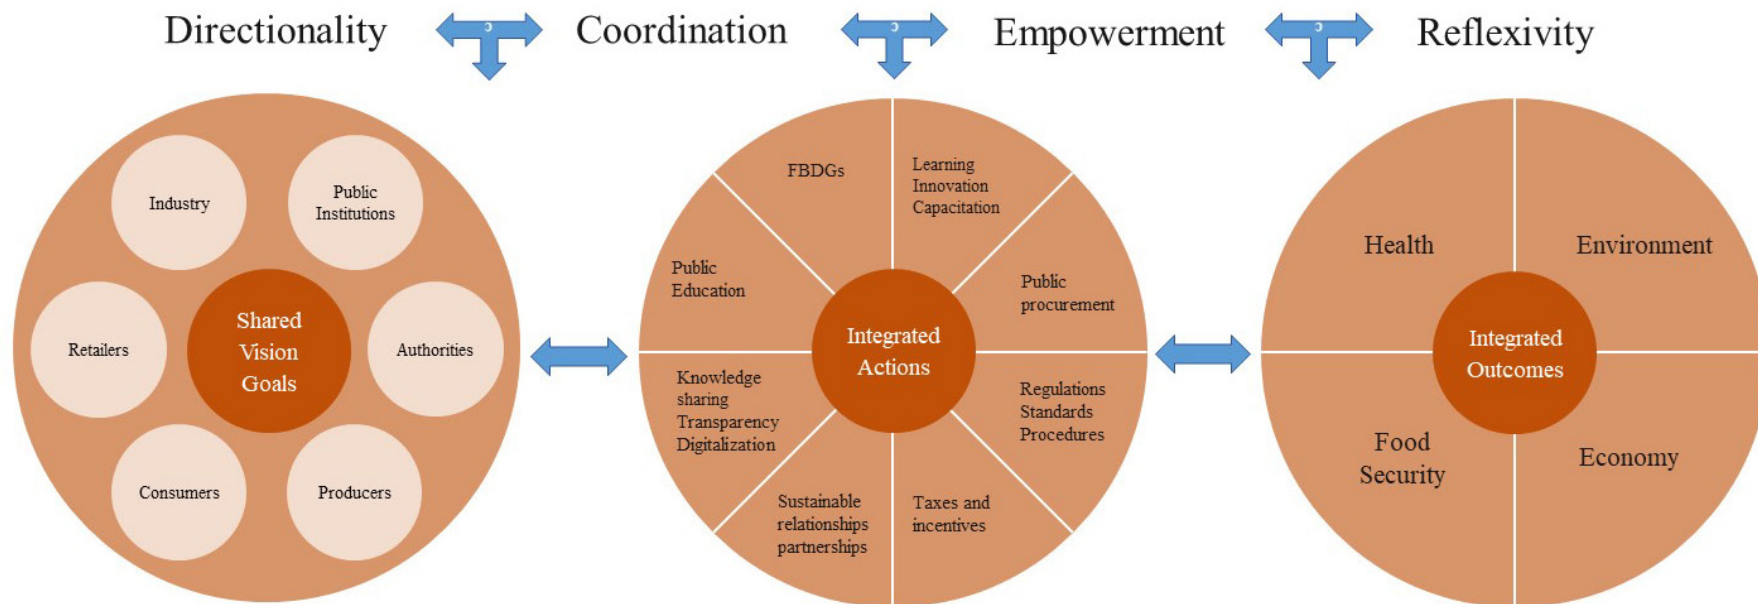 Directionality
Coordination
Empowerment
Reflexivity
Industry
Public
Institutions
Retailers
Shared
Vision
Goals
Authorities
Consumers
Producers
FBDGs
Learning
Innovation
Capacitation
Public
Education
Public
procurement
Integrated
Actions
Knowledge
sharing
Transparency
Digitalization
Regulations
Standards
Procedures
Sustainable
relationships
partnerships
Taxes and
incentives
Health
Environment
Integrated
Outcomes
Food
Security
Economy